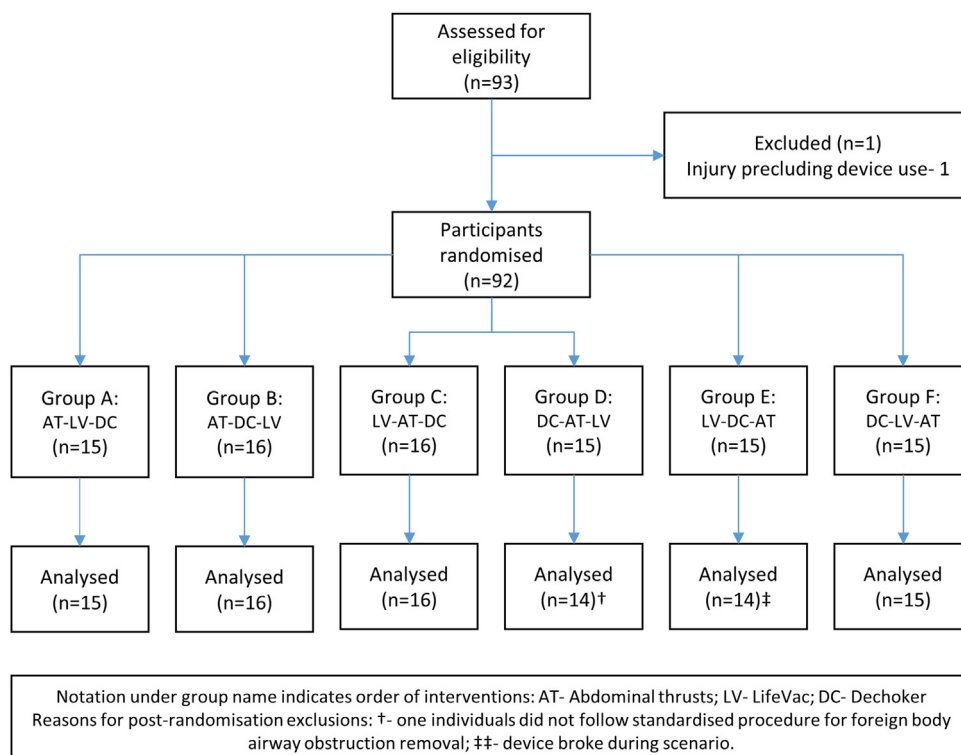 Assessed for
eligibility
(n=93)
Excluded (n=1)
Injury precluding device use- 1
Participants
randomised
(n=92)
Group A:
AT-LV-DC
(n=15)
Group B:
AT-DC-LV
(n=16)
Group C:
LV-AT-DC
(n=16)
Group D:
DC-AT-LV
(n=15)
Group E:
LV-DC-AT
(n=15)
Group F:
DC-LV-AT
(n=15)
Analysed
(n=15)
Analysed
(n=16)
Analysed
(n=16)
Analysed
(n=14)†
Analysed
(n=14)‡
Analysed
(n=15)
Notation under group name indicates order of interventions: AT- Abdominal thrusts; LV- LifeVac; DC- Dechoker
Reasons for post-randomisation exclusions: †- one individuals did not follow standardised procedure for foreign body
airway obstruction removal; ‡‡- device broke during scenario.